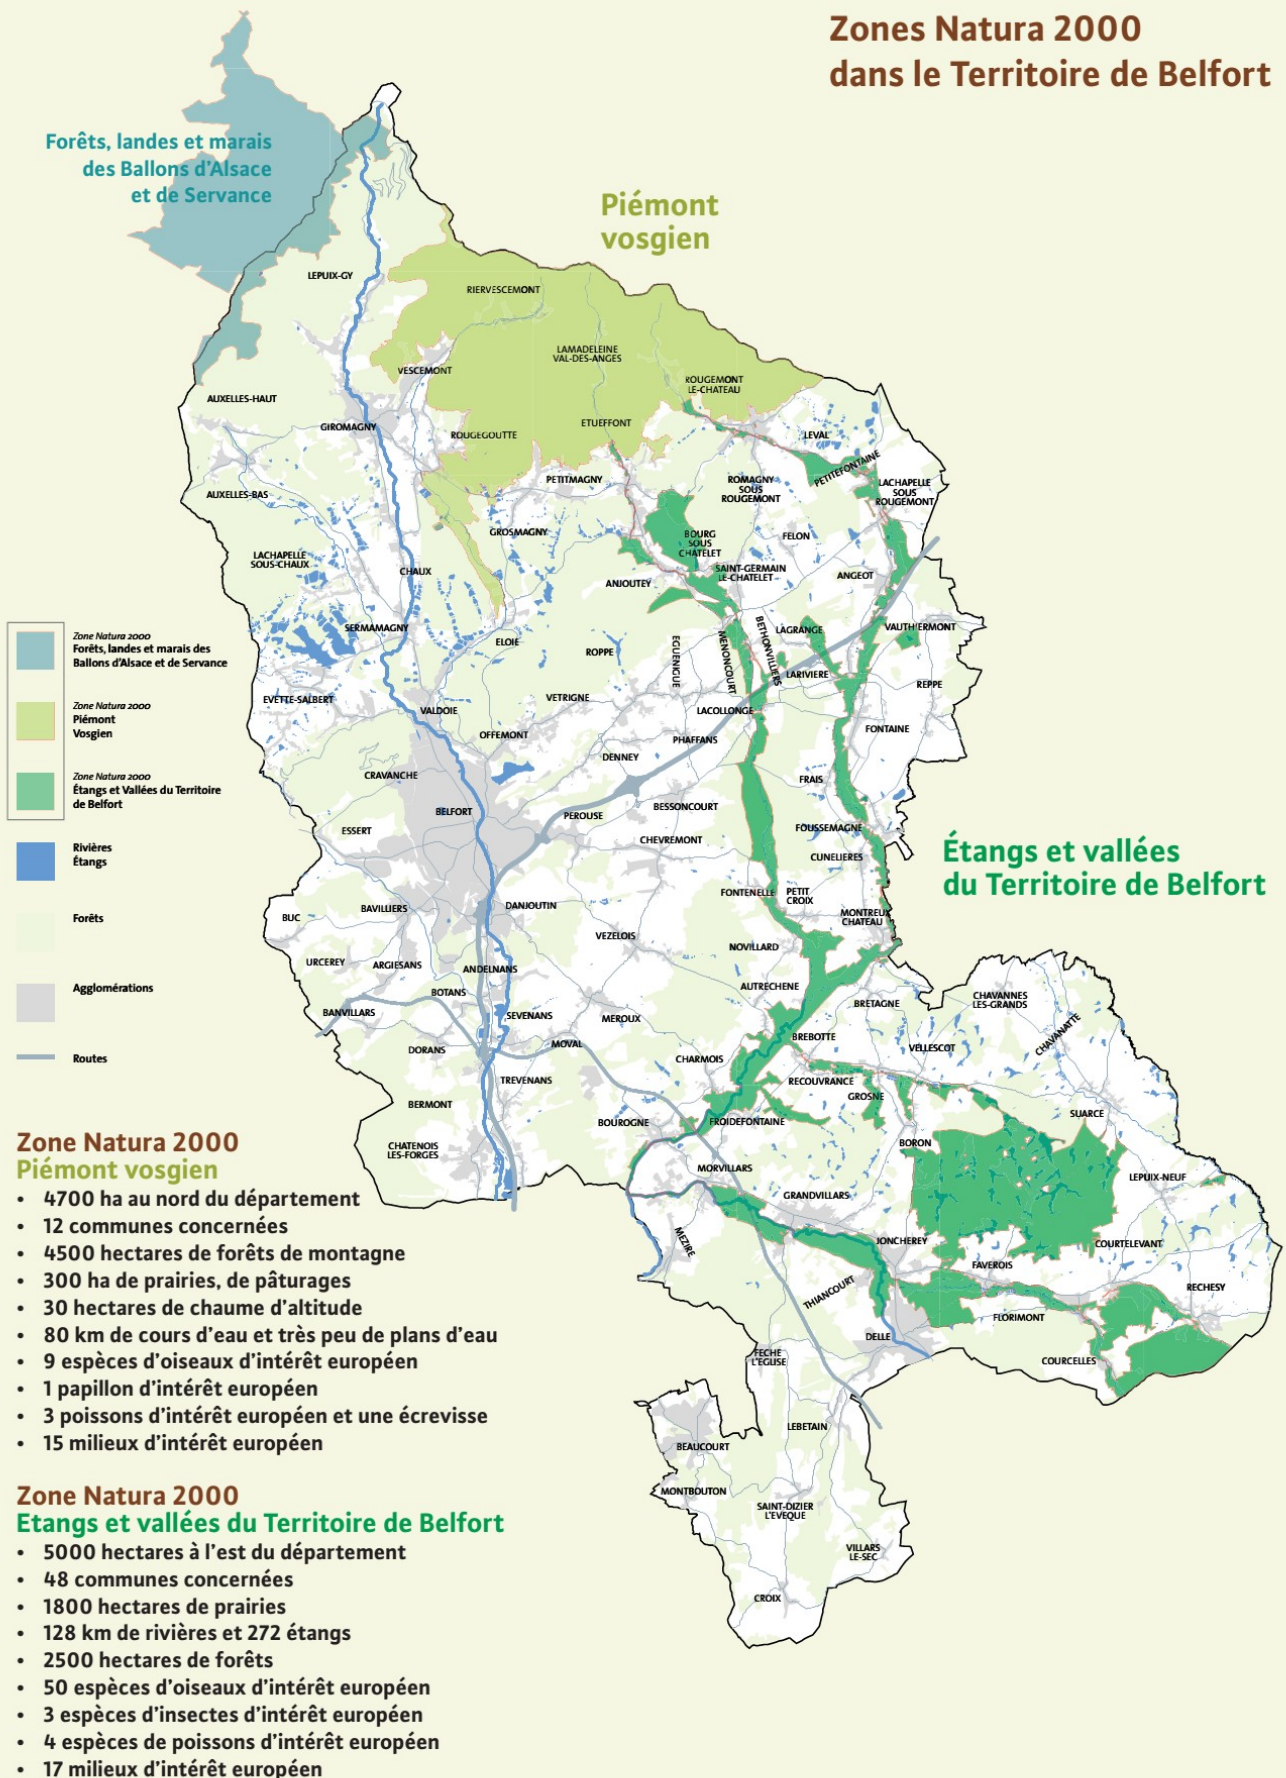 Zones Natura 2000
dans le Territoire de Belfort
Forêts, landes et marais
des Ballons d'Alsace
et de Servance
Piémont
vosgien
LEPUIX-GY
RIERVESCEMONT
LAMADELEINE
VAL-DES-ANGES
VESCEMONT
ROUGEMONT
LE-CHATEAU
AUXELLES-HAUT
GIROMAGNY
ROUGEGOUTTE
ETUEFFONT
LEVAL
PETITEFONTAINE
AUXELLES-BAS
PETITMAGNY
ROMAGNY
SOUS
ROUGEMONT
LACHAPELLE
SOUS
ROUGEMONT
GROSMAGNY
BOURG
SOUS
CHATELET
FELON
LACHAPELLE
SOUS-CHAUX
CHAUX
ANJOUTEY
SAINT-GERMAIN
LE-CHATELET
ANGEOT
SERMAMAGNY
ELOIE
ROPPE
EGUENIGUE
MENONCOURT
BETHONVILLIERS
LAGRANGE
VAUTHIERMONT
LARIVIERE
REPPE
EVETTE-SALBERT
VALDOIE
VETRIGNE
LACOLLONGE
OFFEMONT
PHAFFANS
FONTAINE
DENNEY
CRAVANCHE
FRAIS
BELFORT
PEROUSE
BESSONCOURT
ESSERT
CHEVREMONT
FOUSSEMAGNE
CUNELIERES
Étangs et vallées
du Territoire de Belfort
FONTENELLE
PETIT
CROIX
BUC
BAVILLIERS
DANJOUTIN
MONTREUX
CHATEAU
VEZELOIS
NOVILLARD
URCEREY
ARGIESANS
ANDELNANS
BOTANS
AUTRECHENE
BRETAGNE
CHAVANNES
LES-GRANDS
BANVILLARS
SEVENANS
MEROUX
CHAVANATTE
DORANS
MOVAL
BREBOTTE
VELLESCOT
CHARMOIS
TREVENANS
RECOUVRANCE
GROSNE
BERMONT
BOUROGNE
FROIDEFONTAINE
SUARCE
CHATENOIS
LES-FORGES
BORON
MORVILLARS
LEPUIX-NEUF
GRANDVILLARS
MEZIRE
JONCHEREY
COURTELEVANT
FAVEROIS
THIANCOURT
RECHESY
FLORIMONT
DELLE
FECHE
L'EGLISE
COURCELLES
LEBETAIN
BEAUCOURT
MONTBOUTON
SAINT-DIZIER
L'EVEQUE
VILLARS
LE-SEC
CROIX
Zone Natura 2000
Forêts, landes et marais des
Ballons d'Alsace et de Servance
Zone Natura 2000
Piémont
Vosgien
Zone Natura 2000
Étangs et Vallées du Territoire
de Belfort
Rivières
Étangs
Forêts
Agglomérations
Routes
Zone Natura 2000
Piémont vosgien
• 4700 ha au nord du département
• 12 communes concernées
• 4500 hectares de forêts de montagne
• 300 ha de prairies, de pâturages
• 30 hectares de chaume d'altitude
• 80 km de cours d'eau et très peu de plans d'eau
• 9 espèces d'oiseaux d'intérêt européen
• 1 papillon d'intérêt européen
• 3 poissons d'intérêt européen et une écrevisse
• 15 milieux d'intérêt européen
Zone Natura 2000
Etangs et vallées du Territoire de Belfort
• 5000 hectares à l'est du département
• 48 communes concernées
• 1800 hectares de prairies
• 128 km de rivières et 272 étangs
• 2500 hectares de forêts
• 50 espèces d'oiseaux d'intérêt européen
• 3 espèces d'insectes d'intérêt européen
• 4 espèces de poissons d'intérêt européen
• 17 milieux d'intérêt européen